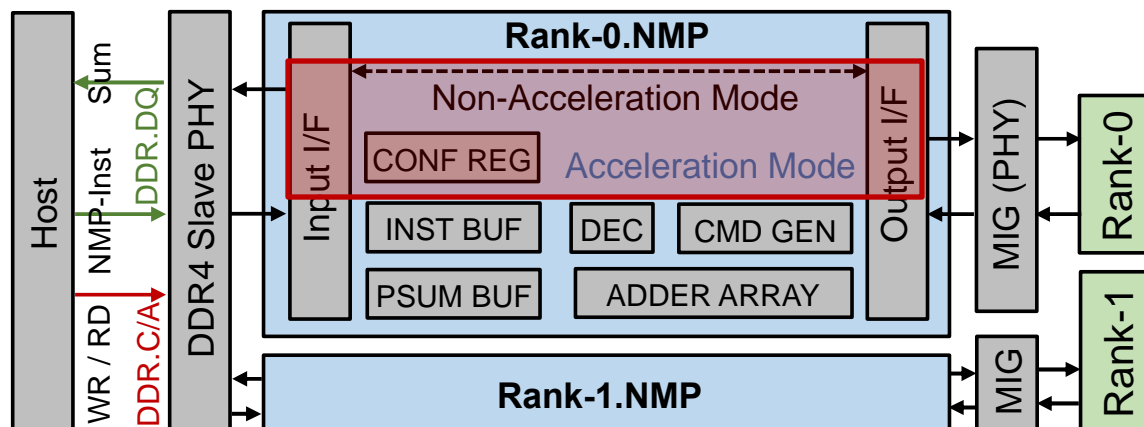 Host
WR / RD NMP-Inst Sum
DDR.C/A
DDR.DQ
DDR4 Slave PHY
Rank-0.NMP
Input I/F
Non-Acceleration Mode
CONF REG
Acceleration Mode
INST BUF
DEC
CMD GEN
PSUM BUF
ADDER ARRAY
Output I/F
MIG (PHY)
Rank-0
Rank-1.NMP
MIG
Rank-1